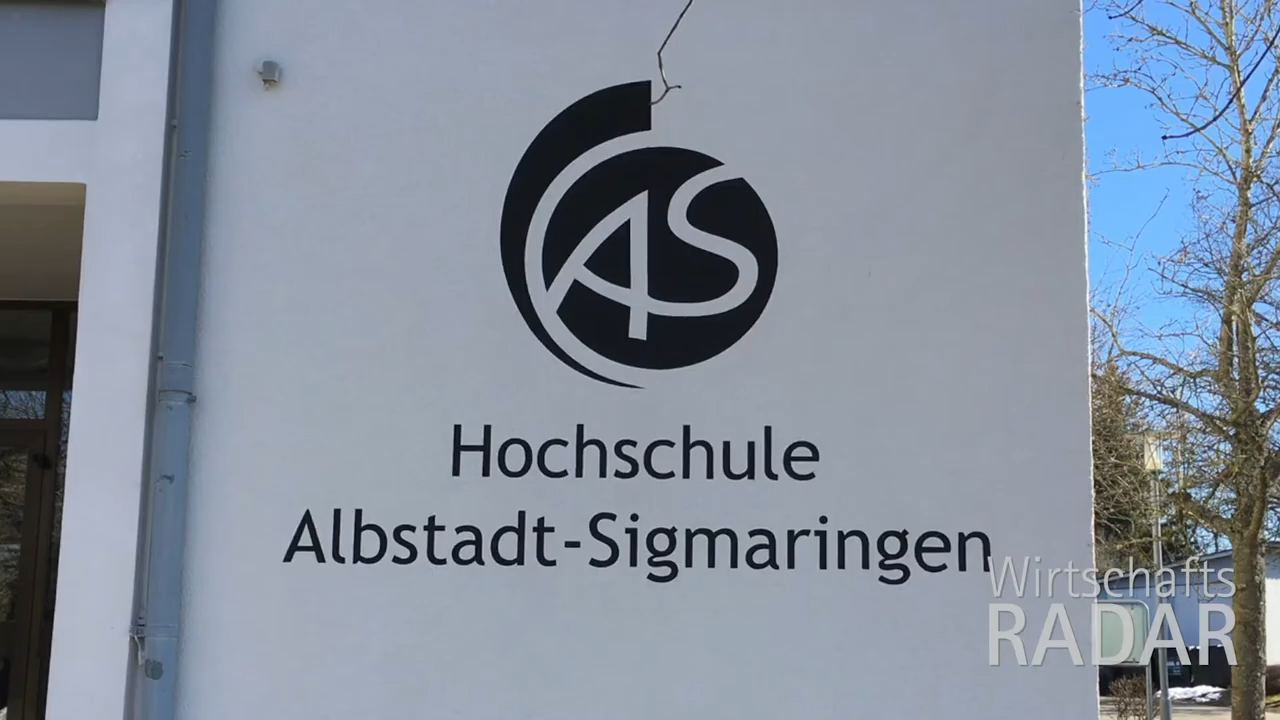 AS
Hochschule
Albstadt-Sigmaringen
Wirtschafts
RADAR